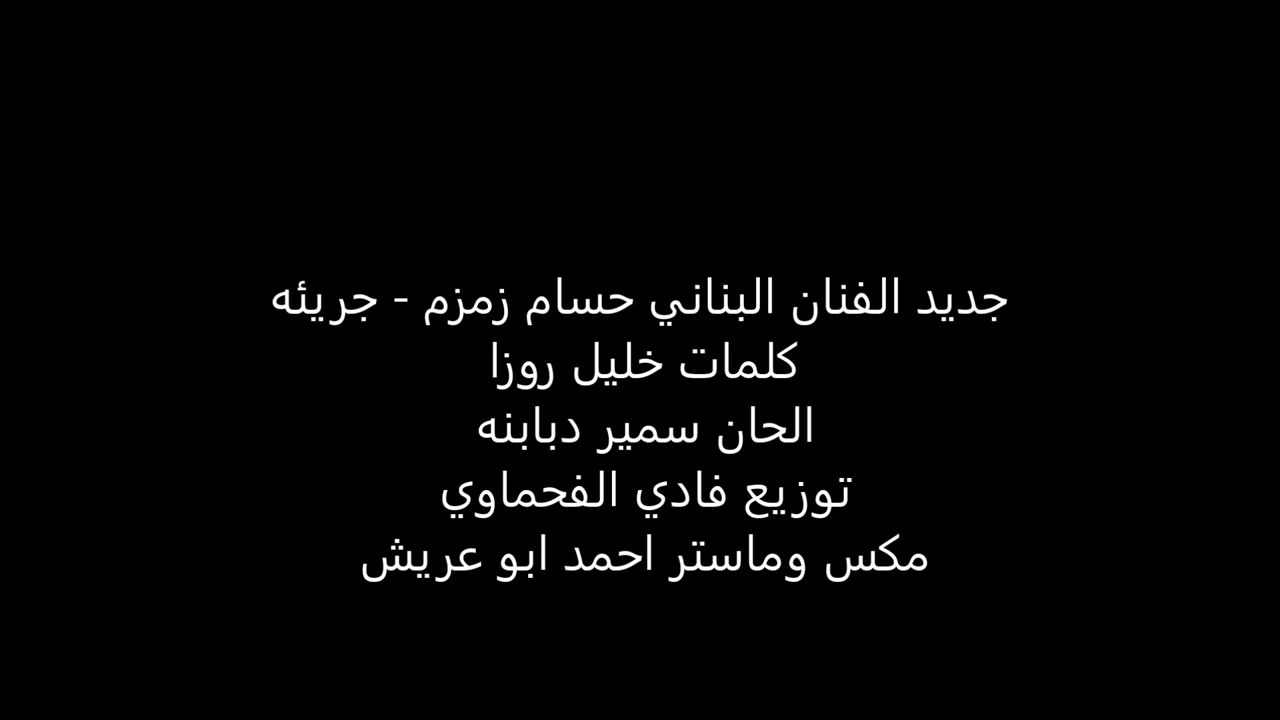 جديد الفنان البناني حسام زمزم - جريئه
كلمات خليل روزا
الحان سمير دبابنه
توزيع فادي الفحماوي
مكس وماستر احمد ابو عريش